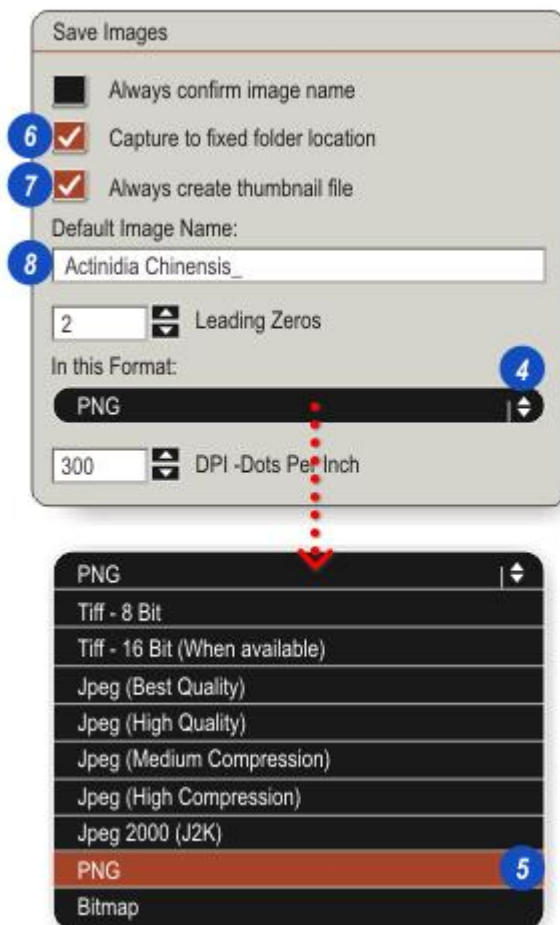 Save Images
Always confirm image name
6 Capture to fixed folder location
7 Always create thumbnail file
Default Image Name:
8 Actinidia Chinensis_
2 Leading Zeros
In this Format:
4
PNG
300 DPI -Dots Per Inch
PNG
Tiff - 8 Bit
Tiff - 16 Bit (When available)
Jpeg (Best Quality)
Jpeg (High Quality)
Jpeg (Medium Compression)
Jpeg (High Compression)
Jpeg 2000 (J2K)
PNG 5
Bitmap